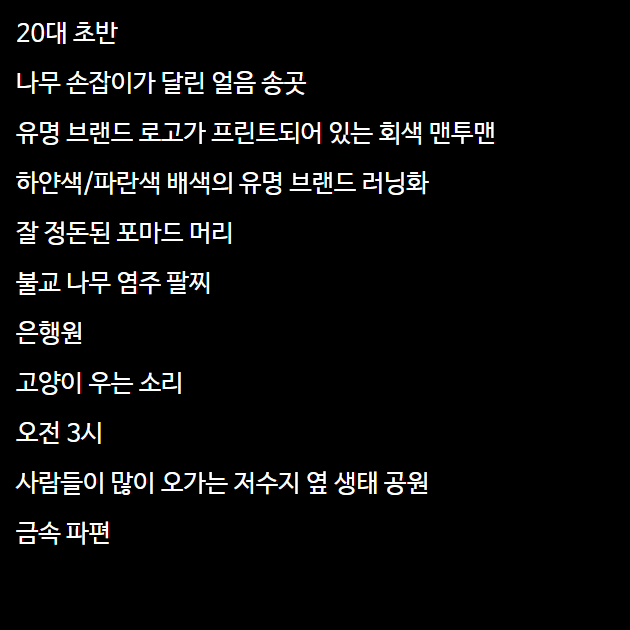 20대 초반
나무 손잡이가 달린 얼음 송곳
유명 브랜드 로고가 프린트되어 있는 회색 맨투맨
하얀색/파란색 배색의 유명 브랜드 러닝화
잘 정돈된 포마드 머리
불교 나무 염주 팔찌
은행원
고양이 우는 소리
오전 3시
사람들이 많이 오가는 저수지 옆 생태 공원
금속 파편